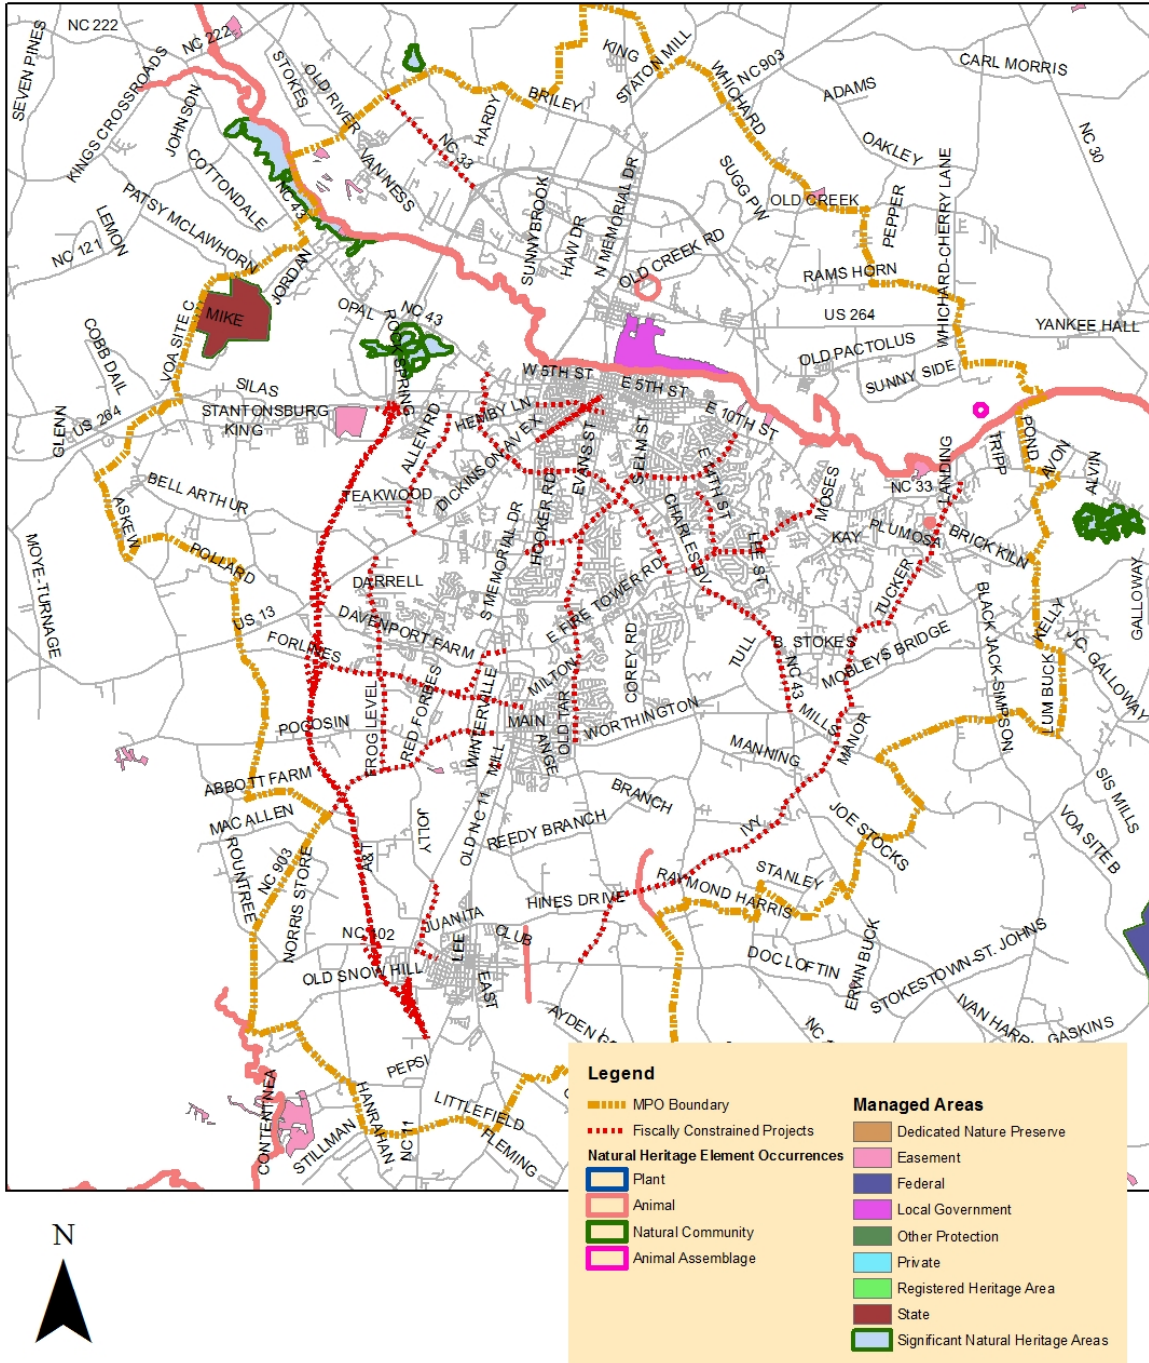 NC 222
NC 222
SEVEN PINES
KINGS CROSSROADS
JOHNSON
STOKES
OLD RIVER
COTTONDALE
NC 43
VANNESS
NC 33
HARDY
BRILEY
KING
STATON MILL
WHICHARD
NC 903
ADAMS
CARL MORRIS
NC 30
OAKLEY
SUGG PW
OLD CREEK
PEPPER
WHICHARD-CHERRY LANE
PATSY MCLAWHORN
LEMON
NC 121
JORDAN
SUNNYBROOK
HAW DR
N MEMORIAL DR
OLD CREEK RD
RAMS HORN
US 264
YANKEE HALL
OLD PACTOLUS
SUNNY SIDE
MIKE
VOA SITE C
COBB DAIL
OPAL
NC 43
ROCK SPRING
SILAS
STANTONSBURG
KING
GLENN
US 264
W 5TH ST
E 5TH ST
E 10TH ST
HEMBY LN
ALLEN RD
DICKINSON AV EX
EVANS ST
S ELM ST
E 14TH ST
TEAKWOOD
BELL ARTHUR
ASKEW
POLLARD
MOYE-TURNAGE
HOOKER RD
S MEMORIAL DR
CHARLES BV
LEE ST
MOSES
KAY
PLUMOSA
NC 33
LANDING
TRIPP
POND
AVON
ALVIN
BRICK KILN
GALLOWAY
TUCKER
BLACK JACK-SIMPSON
KELLY
J.C. GALLOWAY
LUM BUCK
DARRELL
DAVENPORT FARM
US 13
FORLINES
E FIRE TOWER RD
COREY RD
TULL
B. STOKES
MOBLEYS BRIDGE
NC 43
MILLS
MANOR
MILTON
OLD TAR
WORTHINGTON
MANNING
POCOSIN
FROG LEVEL
RED FORBES
WINTERVILLE
MAIN
MILL
ANGE
ABBOTT FARM
MAC ALLEN
ROUNTREE
NC 903
NORRIS STORE
A&T
JOLLY
OLD NC 11
REEDY BRANCH
BRANCH
IVY
JOE STOCKS
SIS MILLS
VOA SITE B
STANLEY
RAYMOND HARRIS
HINES DRIVE
NC 102
JUANITA
LEE
CLUB
EAST
OLD SNOW HILL
DOC LOFTIN
ERVIN BUCK
STOKESTOWN-ST. JOHNS
IVAN HARR
GASKINS
AYDEN
PEPSI
LITTLEFIELD
FLEMING
HANRAHAN
NC 11
STILLMAN
CONTENTNEA
Legend
MPO Boundary
Fiscally Constrained Projects
Natural Heritage Element Occurrences
Plant
Animal
Natural Community
Animal Assemblage
Managed Areas
Dedicated Nature Preserve
Easement
Federal
Local Government
Other Protection
Private
Registered Heritage Area
State
Significant Natural Heritage Areas
N